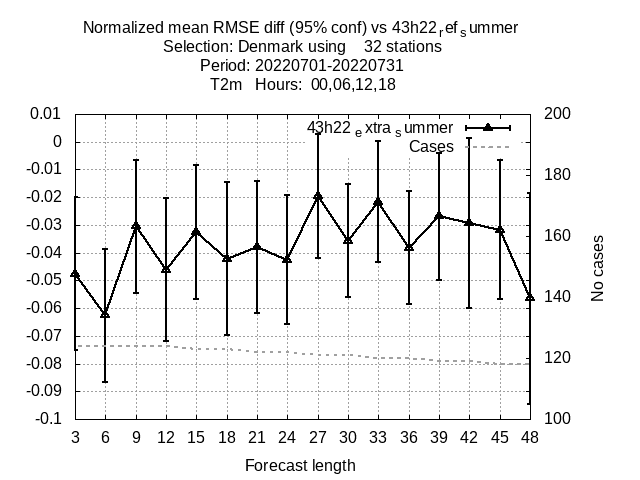 Normalized mean RMSE diff (95% conf) vs 43h22ref summer
Selection: Denmark using 32 stations
Period: 20220701-20220731
T2m Hours: 00,06,12,18
0.01
0
-0.01
-0.02
-0.03
-0.04
-0.05
-0.06
-0.07
-0.08
-0.09
-0.1
43h22extrasummer
Cases
200
180
160
140
120
100
No cases
3 6 9 12 15 18 21 24 27 30 33 36 39 42 45 48
Forecast length